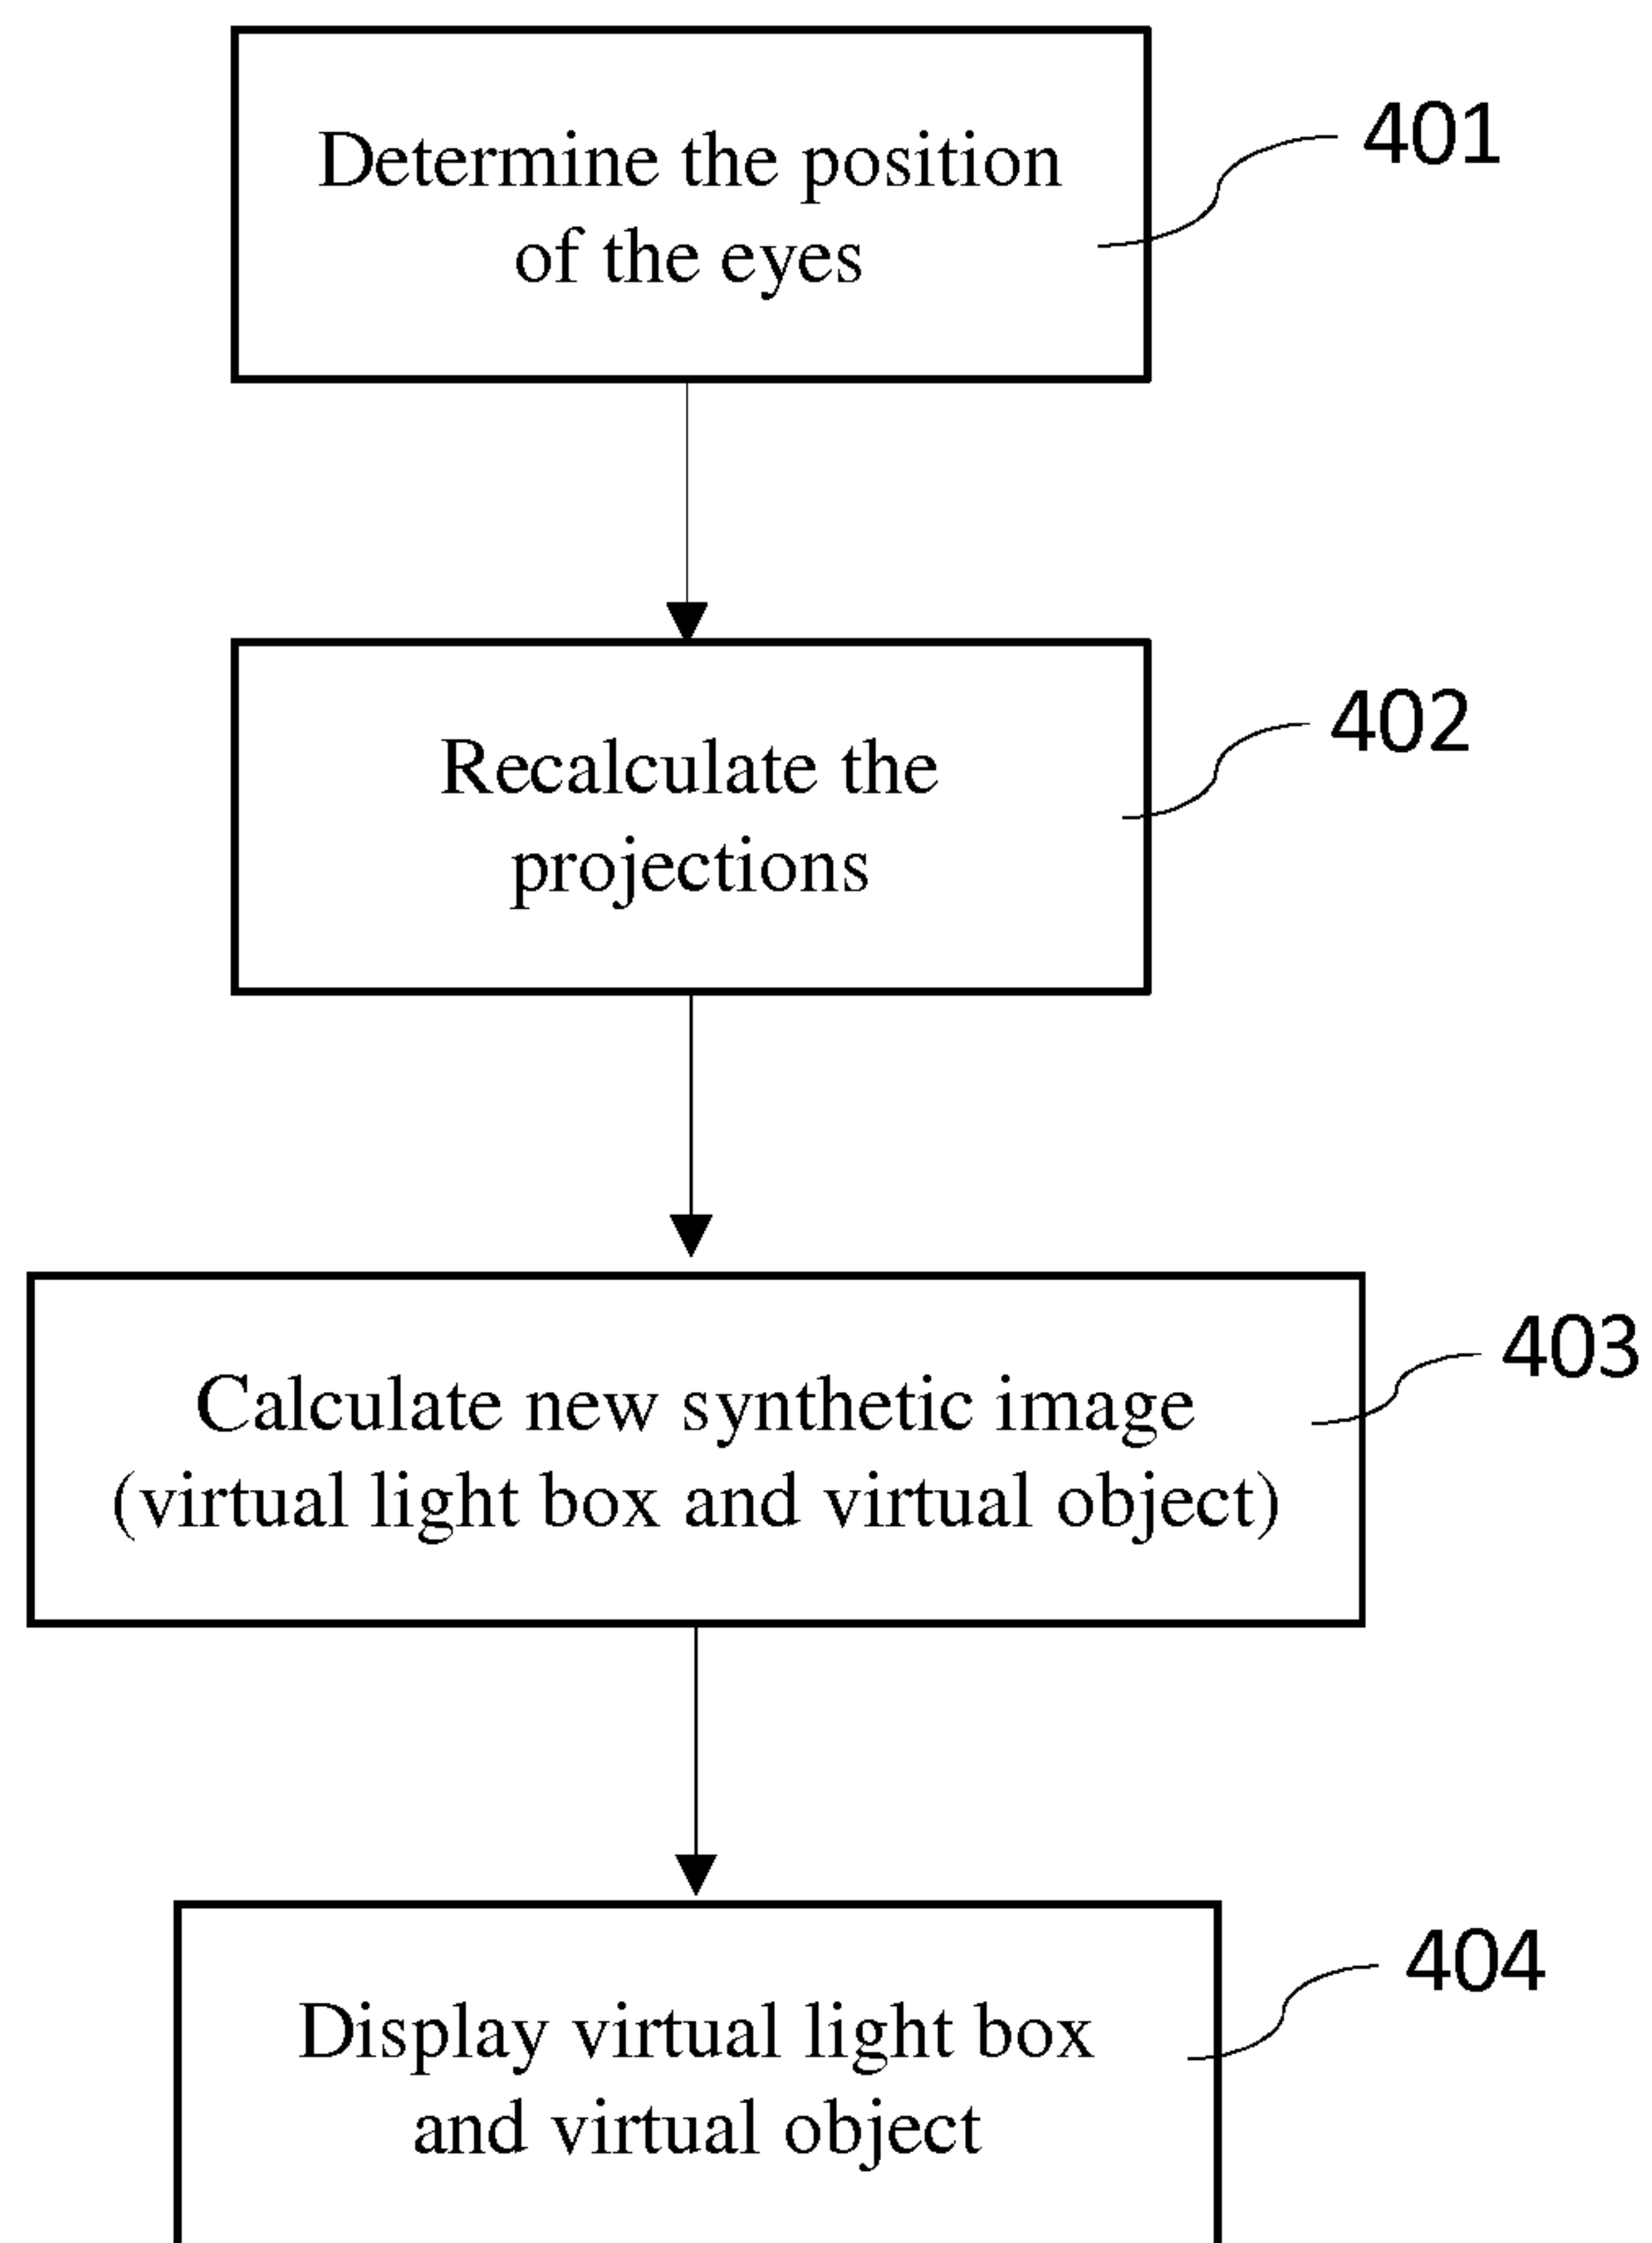 Determine the position
of the eyes
401
Recalculate the
projections
402
Calculate new synthetic image
(virtual light box and virtual object)
403
Display virtual light box
and virtual object
404